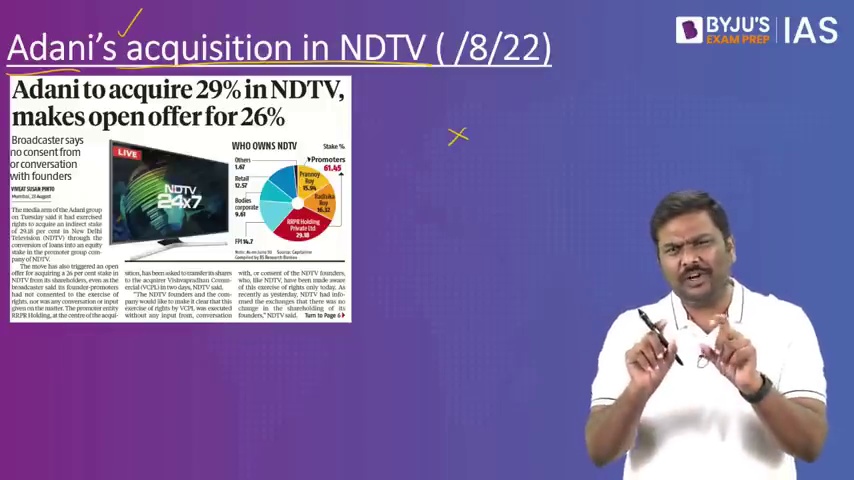 Adani's acquisition in NDTV ( /8/22)
BYJU'S
EXAM PREP
IAS
Adani to acquire 29% in NDTV,
makes open offer for 26%
Broadcaster says
no consent from
or conversation
with founders
VIVEAT SUSAN PINTO
Mumbai, 23 August
The media arm of the Adani group
on Tuesday said it had exercised
rights to acquire an indirect stake
of 29.18 per cent in New Delhi
Television (NDTV) through the
conversion of loans into an equity
stake in the promoter group com-
pany of NDTV.
The move has also triggered an open
offer for acquiring a 26 per cent stake in
NDTV from its shareholders, even as the
broadcaster said its founder-promoters
had not consented to the exercise of
rights, nor was any conversation or input
given on the matter. The promoter entity
RRPR Holding, at the centre of the acqui-
LIVE
NDTV
24x7
WHO OWNS NDTV
Stake %
Others
1.67
Retail
12.57
Bodies
corporate
9.61
FPI 14.7
Promoters
61.45
Prannoy
Roy
15.94
Radhika
Roy
16.32
RRPR Holding
Private Ltd
29.18
Note: As on June 30 Source: Capitaline
Compiled by BS Research Bureau
sition, has been asked to transfer its shares
to the acquirer Vishvapradhan Commer-
cial (VCPL) in two days, NDTV said.
"The NDTV founders and the com-
pany would like to make it clear that this
exercise of rights by VCPL was executed
without any input from, conversation
with, or consent of the NDTV founders,
who, like NDTV, have been made aware
of this exercise of rights only today. As
recently as yesterday, NDTV had infor-
med the exchanges that there was no
change in the shareholding of its
founders," NDTV said. Turn to Page 6